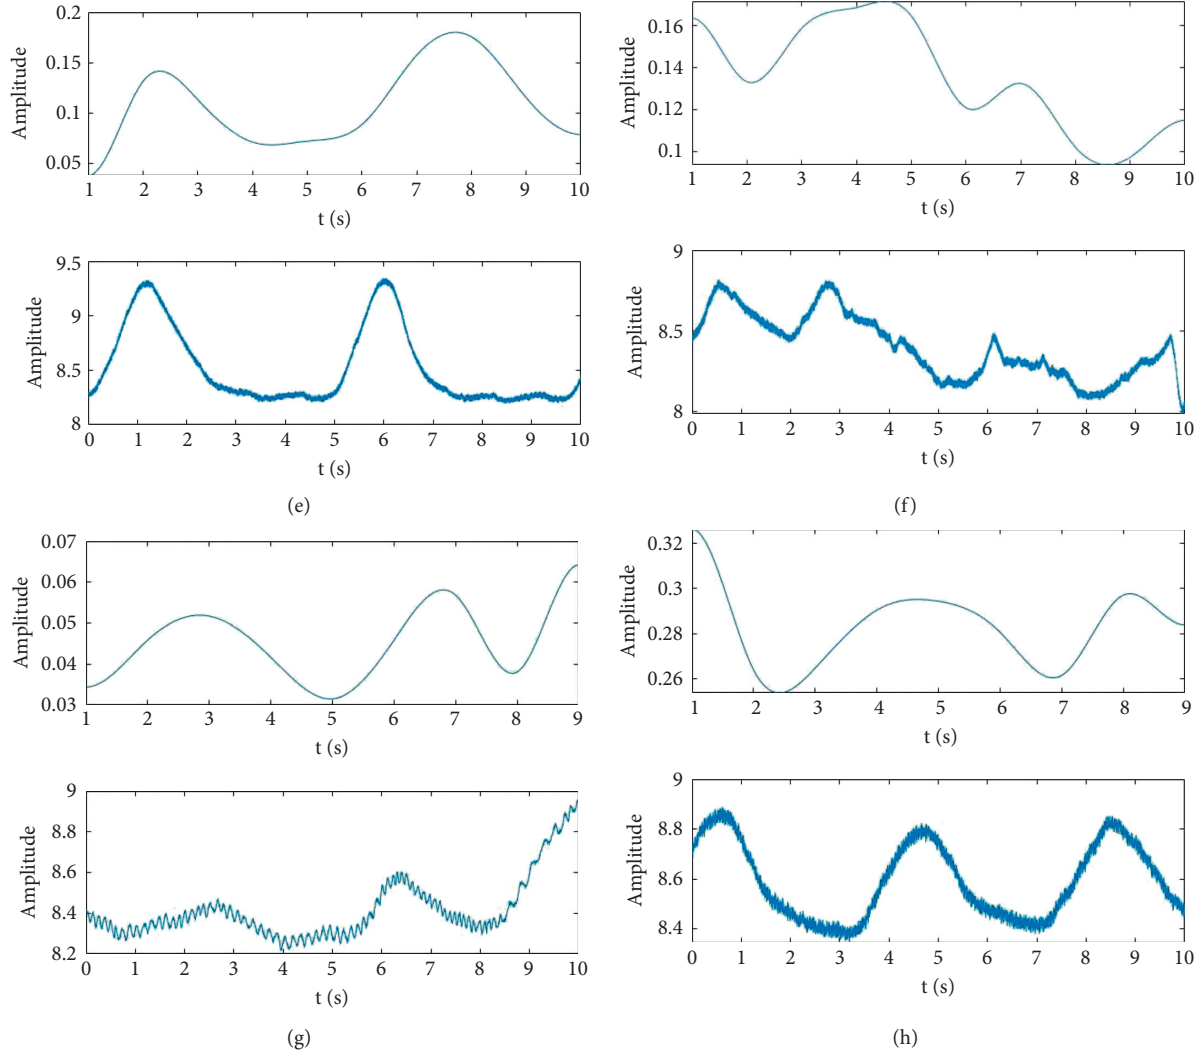 0.2
0.15
0.1
0.05
Amplitude
1 2 3 4 5 6 7 8 9 10
t (s)
9.5
9
8.5
8
Amplitude
0 1 2 3 4 5 6 7 8 9 10
t (s)
(e)
0.16
0.14
0.12
0.1
Amplitude
1 2 3 4 5 6 7 8 9 10
t (s)
9
8.5
8
Amplitude
0 1 2 3 4 5 6 7 8 9 10
t (s)
(f)
0.07
0.06
0.05
0.04
0.03
Amplitude
1 2 3 4 5 6 7 8 9
t (s)
9
8.8
8.6
8.4
8.2
Amplitude
0 1 2 3 4 5 6 7 8 9 10
t (s)
(g)
0.32
0.3
0.28
0.26
Amplitude
1 2 3 4 5 6 7 8 9
t (s)
9
8.8
8.6
8.4
Amplitude
0 1 2 3 4 5 6 7 8 9 10
t (s)
(h)